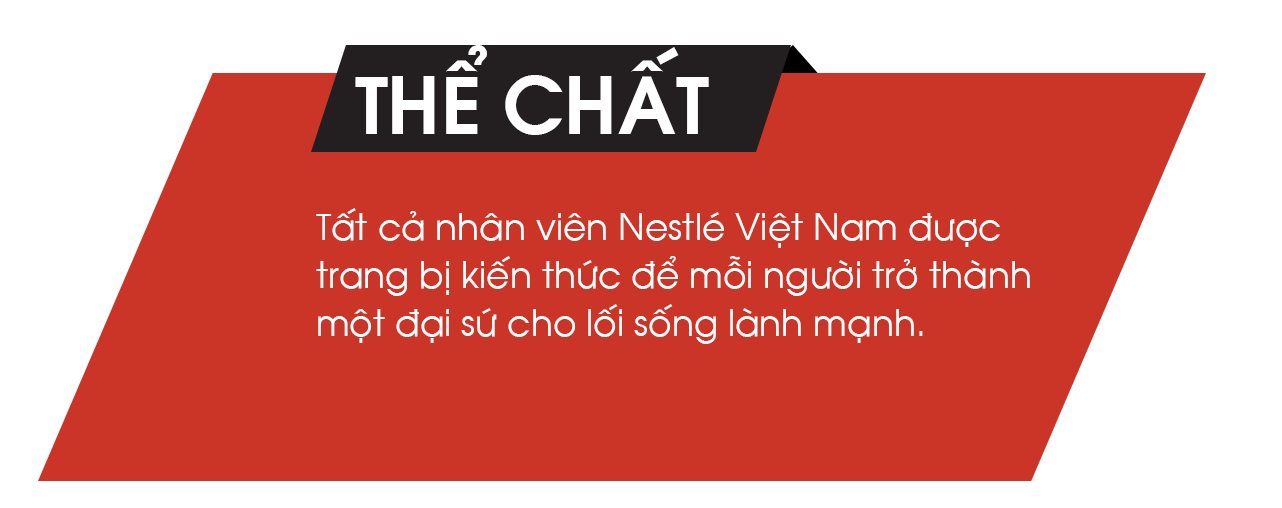 THỂ CHẤT
Tất cả nhân viên Nestlé Việt Nam được
trang bị kiến thức để mỗi người trở thành
một đại sứ cho lối sống lành mạnh.